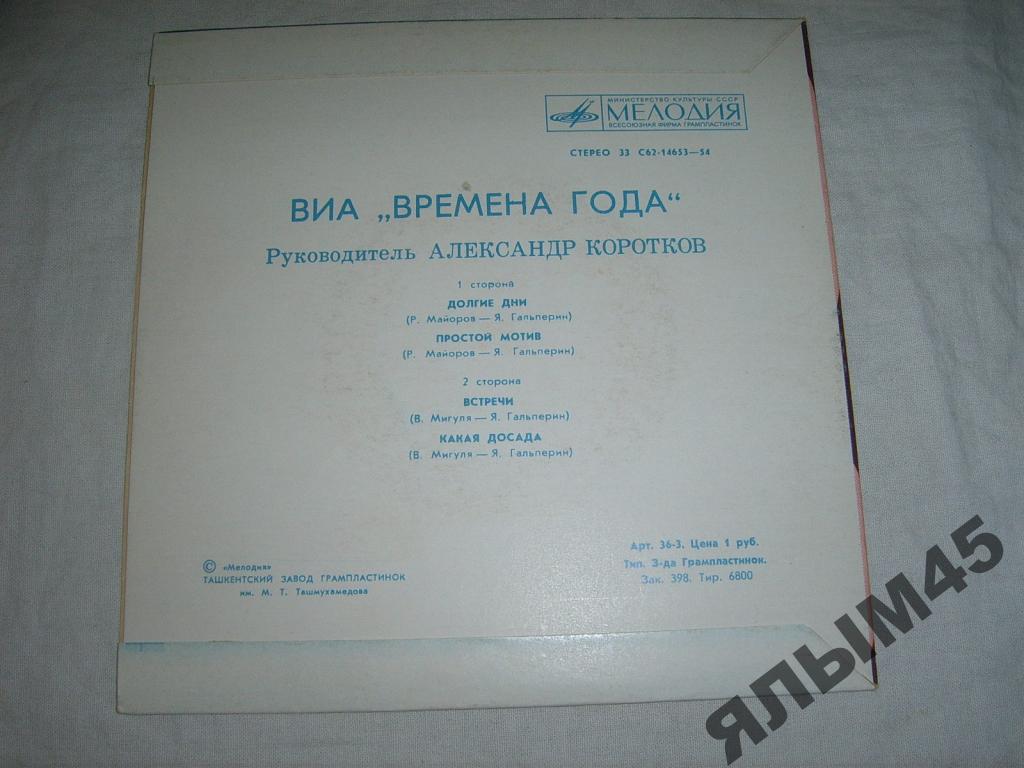 МИНИСТЕРСТВО КУЛЬТУРЫ СССР
МЕЛОДИЯ
ВСЕСОЮЗНАЯ ФИРМА ГРАМПЛАСТИНОК
СТЕРЕО 33 С62-14653—54
ВИА „ВРЕМЕНА ГОДА“
Руководитель АЛЕКСАНДР КОРОТКОВ
1 сторона
ДОЛГИЕ ДНИ
(Р. Майоров — Я. Гальперин)
ПРОСТОЙ МОТИВ
(Р. Майоров — Я. Гальперин)
2 сторона
ВСТРЕЧИ
(В. Мигуля — Я. Гальперин)
КАКАЯ ДОСАДА
(В. Мигуля — Я. Гальперин)
© «Мелодия»
ТАШКЕНТСКИЙ ЗАВОД ГРАМПЛАСТИНОК
им. М. Т. Ташмухамедова
Арт. 36-3. Цена 1 руб.
Тип. З-да Грампластинок.
Зак. 398. Тир. 6800
ЯЛЫМ45